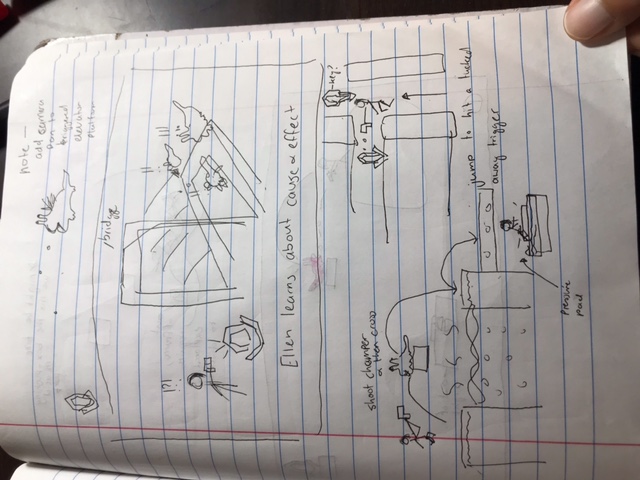 note —
add camera
pan to
triggered
elevator
platform
bridge
!?!
!!
!!!
!!
Ellen learns about cause & effect
key?
shoot chomper
& then cross
jump to hit a tucked
away trigger
pressure
pad